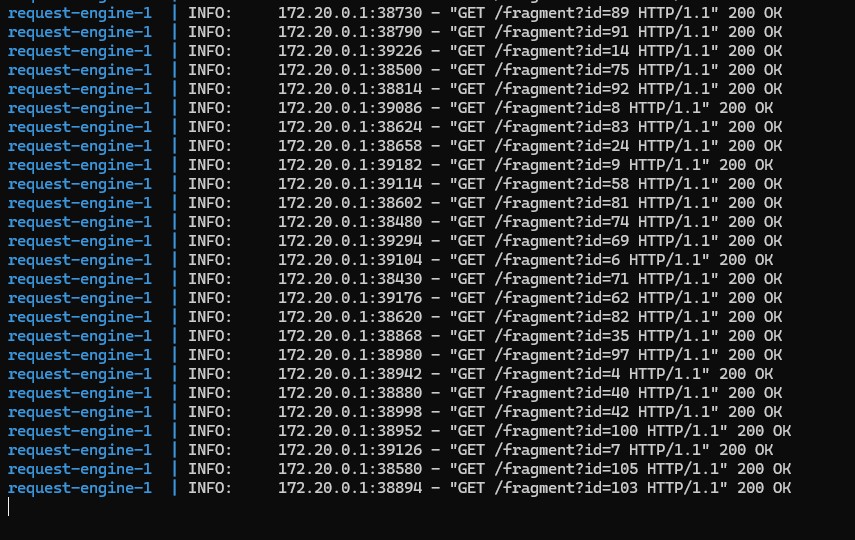 request-engine-1  | INFO:     172.20.0.1:38730 - "GET /fragment?id=89 HTTP/1.1" 200 OK
request-engine-1  | INFO:     172.20.0.1:38790 - "GET /fragment?id=91 HTTP/1.1" 200 OK
request-engine-1  | INFO:     172.20.0.1:39226 - "GET /fragment?id=14 HTTP/1.1" 200 OK
request-engine-1  | INFO:     172.20.0.1:38500 - "GET /fragment?id=75 HTTP/1.1" 200 OK
request-engine-1  | INFO:     172.20.0.1:38814 - "GET /fragment?id=92 HTTP/1.1" 200 OK
request-engine-1  | INFO:     172.20.0.1:39086 - "GET /fragment?id=8 HTTP/1.1" 200 OK
request-engine-1  | INFO:     172.20.0.1:38624 - "GET /fragment?id=83 HTTP/1.1" 200 OK
request-engine-1  | INFO:     172.20.0.1:38658 - "GET /fragment?id=24 HTTP/1.1" 200 OK
request-engine-1  | INFO:     172.20.0.1:39182 - "GET /fragment?id=9 HTTP/1.1" 200 OK
request-engine-1  | INFO:     172.20.0.1:39114 - "GET /fragment?id=58 HTTP/1.1" 200 OK
request-engine-1  | INFO:     172.20.0.1:38602 - "GET /fragment?id=81 HTTP/1.1" 200 OK
request-engine-1  | INFO:     172.20.0.1:38480 - "GET /fragment?id=74 HTTP/1.1" 200 OK
request-engine-1  | INFO:     172.20.0.1:39294 - "GET /fragment?id=69 HTTP/1.1" 200 OK
request-engine-1  | INFO:     172.20.0.1:39104 - "GET /fragment?id=6 HTTP/1.1" 200 OK
request-engine-1  | INFO:     172.20.0.1:38430 - "GET /fragment?id=71 HTTP/1.1" 200 OK
request-engine-1  | INFO:     172.20.0.1:39176 - "GET /fragment?id=62 HTTP/1.1" 200 OK
request-engine-1  | INFO:     172.20.0.1:38620 - "GET /fragment?id=82 HTTP/1.1" 200 OK
request-engine-1  | INFO:     172.20.0.1:38868 - "GET /fragment?id=35 HTTP/1.1" 200 OK
request-engine-1  | INFO:     172.20.0.1:38980 - "GET /fragment?id=97 HTTP/1.1" 200 OK
request-engine-1  | INFO:     172.20.0.1:38942 - "GET /fragment?id=4 HTTP/1.1" 200 OK
request-engine-1  | INFO:     172.20.0.1:38880 - "GET /fragment?id=40 HTTP/1.1" 200 OK
request-engine-1  | INFO:     172.20.0.1:38998 - "GET /fragment?id=42 HTTP/1.1" 200 OK
request-engine-1  | INFO:     172.20.0.1:38952 - "GET /fragment?id=100 HTTP/1.1" 200 OK
request-engine-1  | INFO:     172.20.0.1:39126 - "GET /fragment?id=7 HTTP/1.1" 200 OK
request-engine-1  | INFO:     172.20.0.1:38580 - "GET /fragment?id=105 HTTP/1.1" 200 OK
request-engine-1  | INFO:     172.20.0.1:38894 - "GET /fragment?id=103 HTTP/1.1" 200 OK